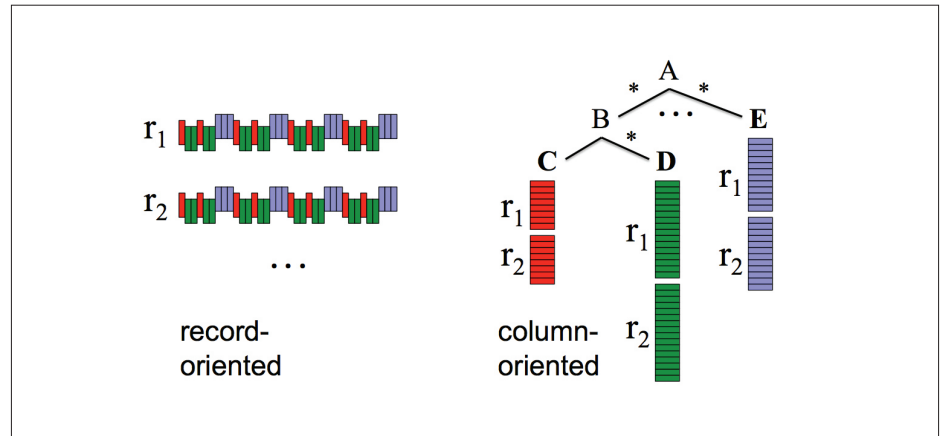 r1
r2
...
record-
oriented
A
* *
B ... E
*
C D
r1
r2
r1
r2
r1
r2
column-
oriented